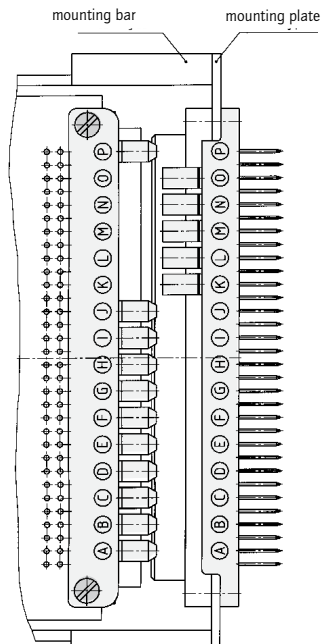 mounting bar
mounting plate
P P
O O
N N
M M
L L
K K
J J
I I
H H
G G
F F
E E
D D
C C
B B
A A